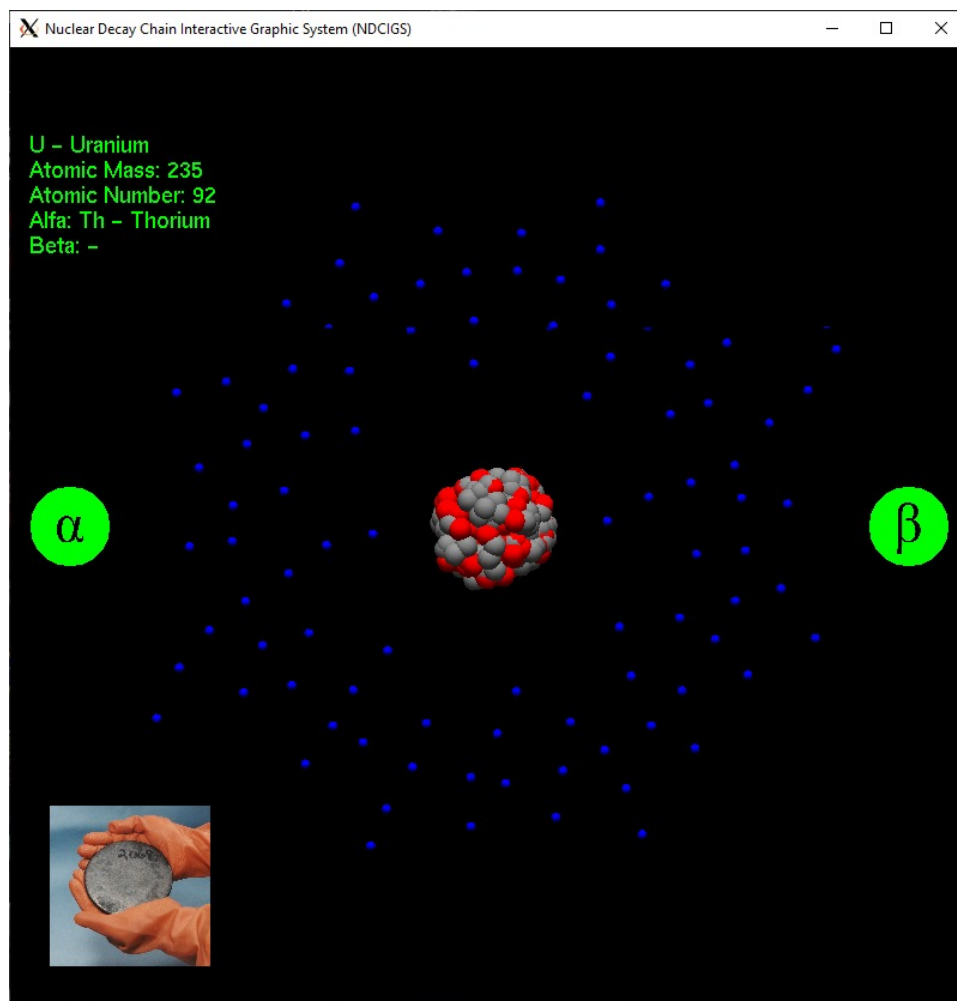 Nuclear Decay Chain Interactive Graphic System (NDCIGS)
U – Uranium
Atomic Mass: 235
Atomic Number: 92
Alfa: Th – Thorium
Beta: –
α
β